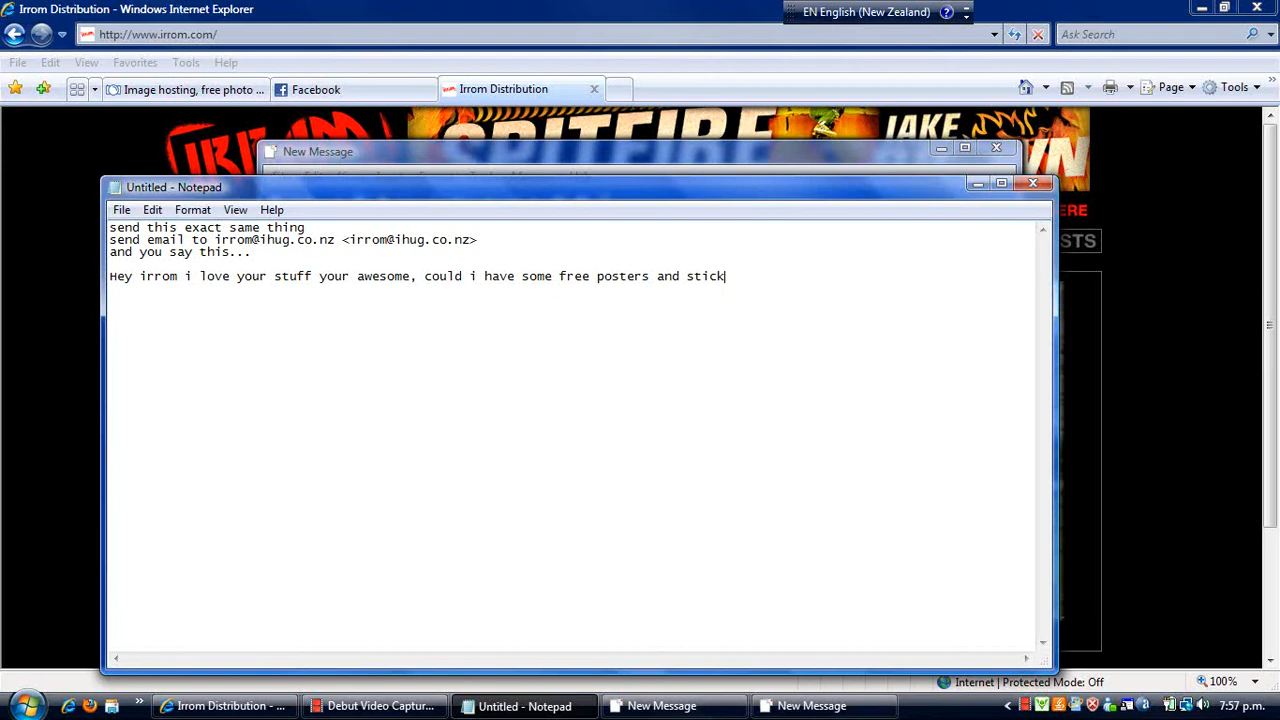 Irrom Distribution - Windows Internet Explorer
EN English (New Zealand)
http://www.irrom.com/
Ask Search
File Edit View Favorites Tools Help
Image hosting, free photo ...
Facebook
Irrom Distribution
Page
Tools
SPITFIRE
JAKE
New Message
Untitled - Notepad
File Edit Format View Help
send this exact same thing
send email to irrom@ihug.co.nz <irrom@ihug.co.nz>
and you say this...
Hey irrom i love your stuff your awesome, could i have some free posters and stick
ERE
STS
Internet | Protected Mode: Off
100%
Irrom Distribution - ...
Debut Video Captur...
Untitled - Notepad
New Message
New Message
7:57 p.m.